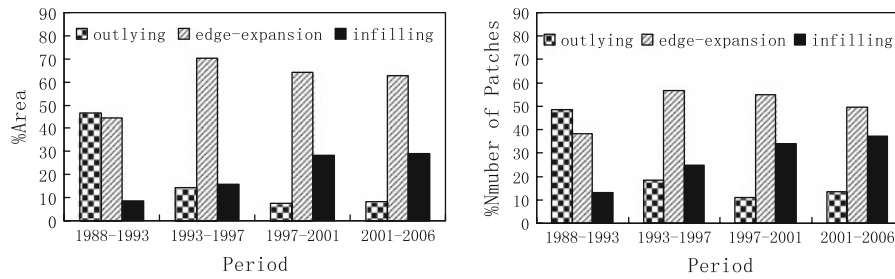 %Area
90
80
70
60
50
40
30
20
10
0
outlying edge-expansion infilling
1988-1993 1993-1997 1997-2001 2001-2006
Period
%Nmuber of Patches
90
80
70
60
50
40
30
20
10
0
outlying edge-expansion infilling
1988-1993 1993-1997 1997-2001 2001-2006
Period